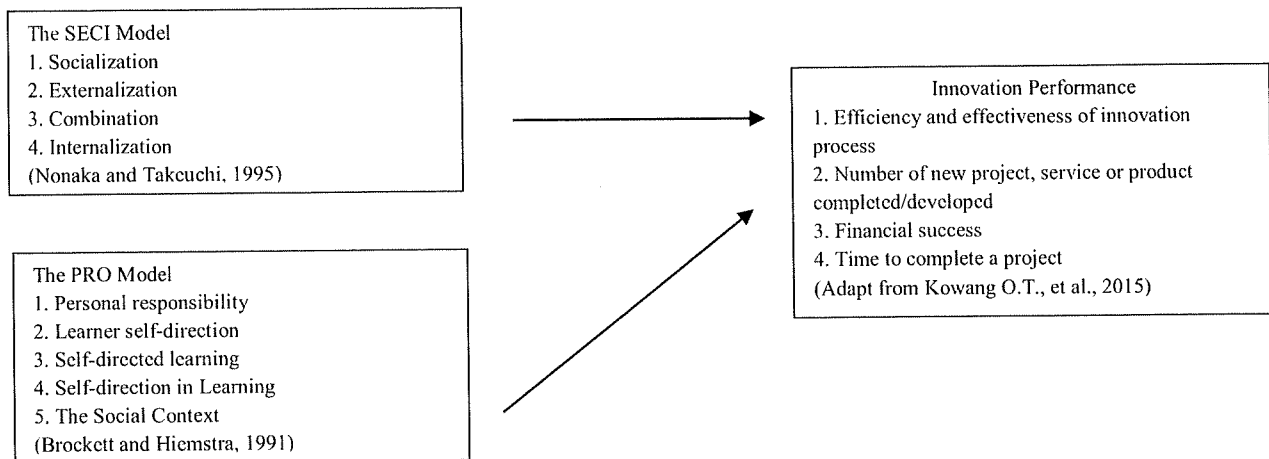 The SECI Model
1. Socialization
2. Externalization
3. Combination
4. Internalization
(Nonaka and Takeuchi, 1995)
The PRO Model
1. Personal responsibility
2. Learner self-direction
3. Self-directed learning
4. Self-direction in Learning
5. The Social Context
(Brockett and Hiemstra, 1991)
Innovation Performance
1. Efficiency and effectiveness of innovation
process
2. Number of new project, service or product
completed/developed
3. Financial success
4. Time to complete a project
(Adapt from Kowang O.T., et al., 2015)